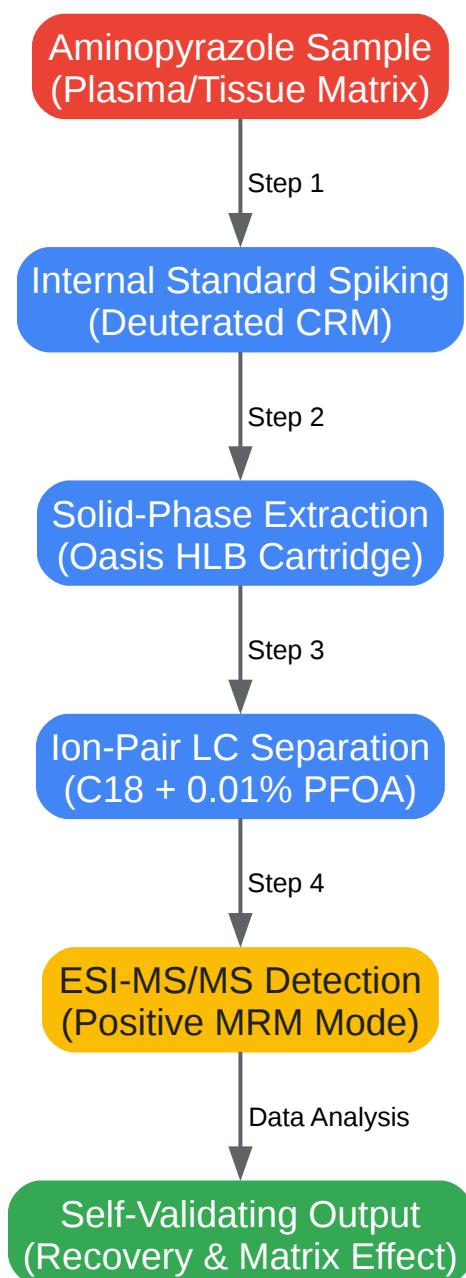 Aminopyrazole Sample
(Plasma/Tissue Matrix)
Step 1
Internal Standard Spiking
(Deuterated CRM)
Step 2
Solid-Phase Extraction
(Oasis HLB Cartridge)
Step 3
Ion-Pair LC Separation
(C18 + 0.01% PFOA)
Step 4
ESI-MS/MS Detection
(Positive MRM Mode)
Data Analysis
Self-Validating Output
(Recovery & Matrix Effect)